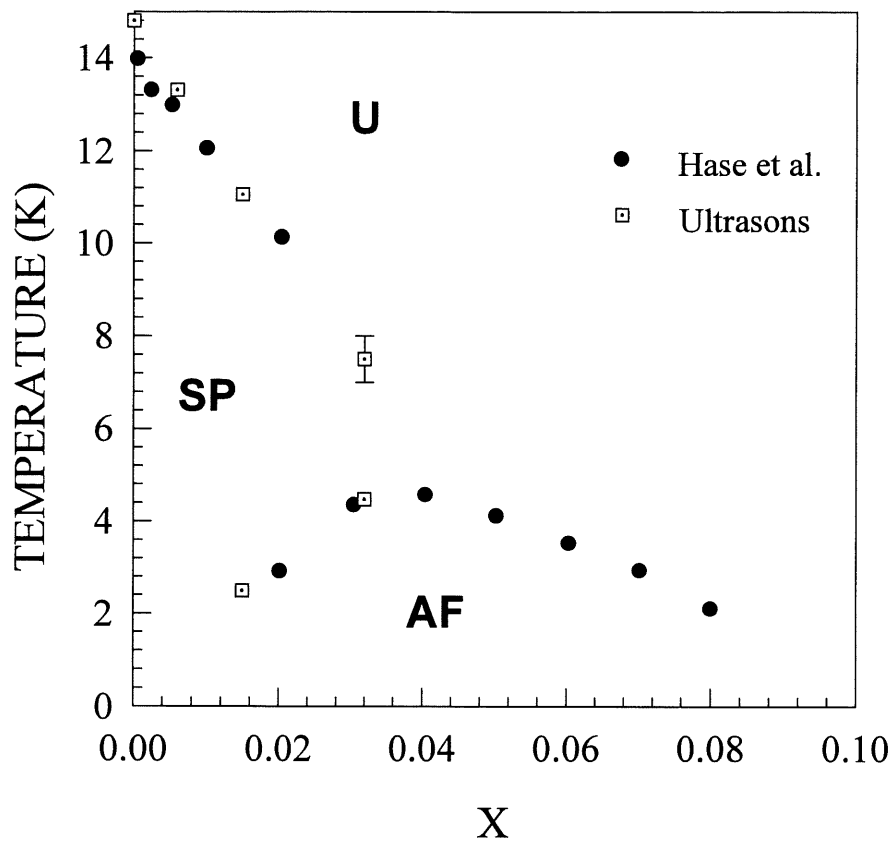 14
12
10
8
6
4
2
0
TEMPERATURE (K)
U
SP
AF
Hase et al.
Ultrasons
0.00 0.02 0.04 0.06 0.08 0.10
X